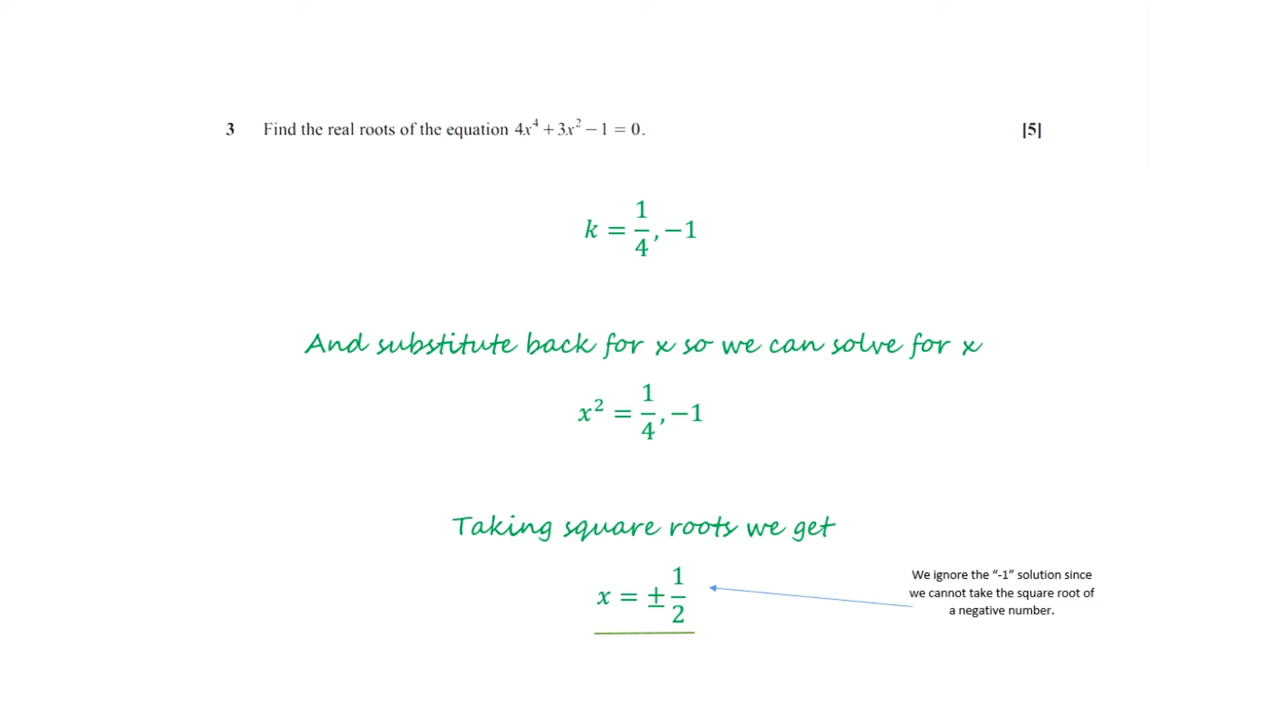 3 Find the real roots of the equation 4x⁴ + 3x² − 1 = 0. [5]
k = 1/4, −1
And substitute back for x so we can solve for x
x² = 1/4, −1
Taking square roots we get
x = ± 1/2
We ignore the “-1” solution since
we cannot take the square root of
a negative number.